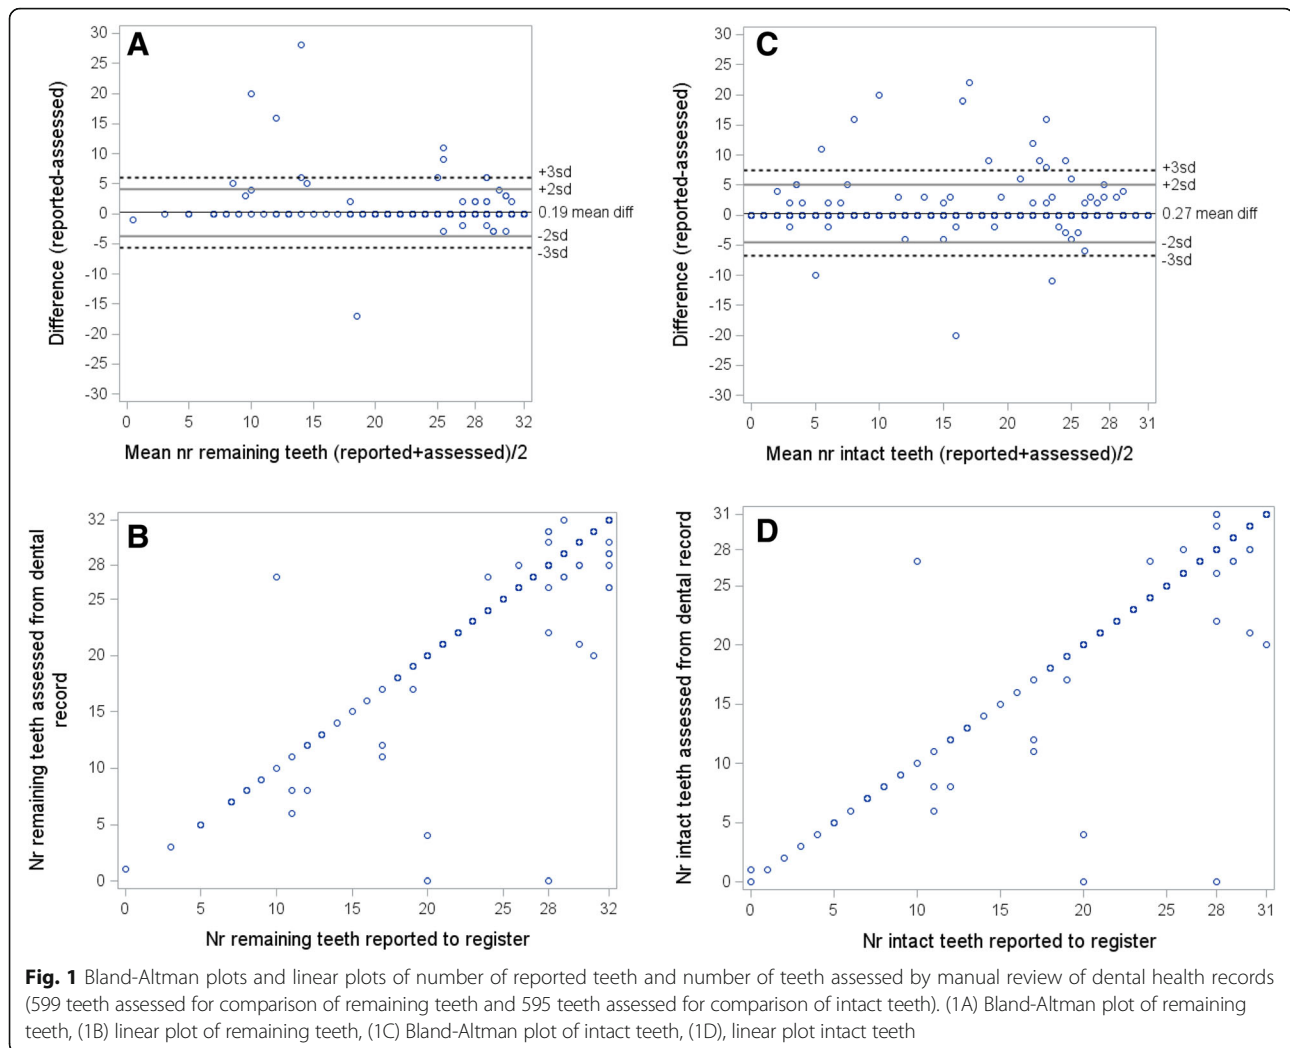 A
30
25
20
15
10
5
0
-5
-10
-15
-20
-25
-30
Difference (reported-assessed)
+3sd
+2sd
0.19 mean diff
-2sd
-3sd
0 5 10 15 20 25 28 32
Mean nr remaining teeth (reported+assessed)/2
C
30
25
20
15
10
5
0
-5
-10
-15
-20
-25
-30
Difference (reported-assessed)
+3sd
+2sd
0.27 mean diff
-2sd
-3sd
0 5 10 15 20 25 28 31
Mean nr intact teeth (reported+assessed)/2
B
32
28
25
20
15
10
5
0
Nr remaining teeth assessed from dental
record
0 5 10 15 20 25 28 32
Nr remaining teeth reported to register
D
31
28
25
20
15
10
5
0
Nr intact teeth assessed from dental record
0 5 10 15 20 25 28 31
Nr intact teeth reported to register
Fig. 1 Bland-Altman plots and linear plots of number of reported teeth and number of teeth assessed by manual review of dental health records
(599 teeth assessed for comparison of remaining teeth and 595 teeth assessed for comparison of intact teeth). (1A) Bland-Altman plot of remaining
teeth, (1B) linear plot of remaining teeth, (1C) Bland-Altman plot of intact teeth, (1D), linear plot intact teeth